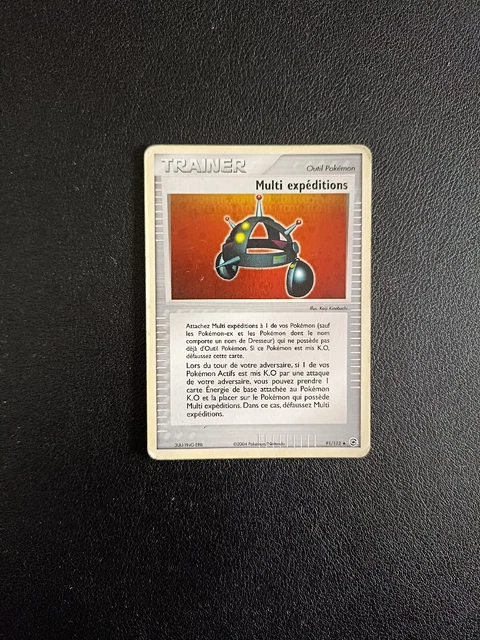 TRAINER
Outil Pokémon
Multi expéditions
Illus. Keiji Kinebuchi
Attachez Multi expéditions à 1 de vos Pokémon (sauf
les Pokémon-ex et les Pokémon dont le nom
comporte un nom de Dresseur) qui ne possède pas
déjà d'Outil Pokémon. Si ce Pokémon est mis K.O,
défaussez cette carte.
Lors du tour de votre adversaire, si 1 de vos
Pokémon Actifs est mis K.O par une attaque
de votre adversaire, vous pouvez prendre 1
carte Énergie de base attachée au Pokémon
K.O et la placer sur le Pokémon qui possède
Multi expéditions. Dans ce cas, défaussez Multi
expéditions.
©2004 Pokémon/Nintendo
91/112